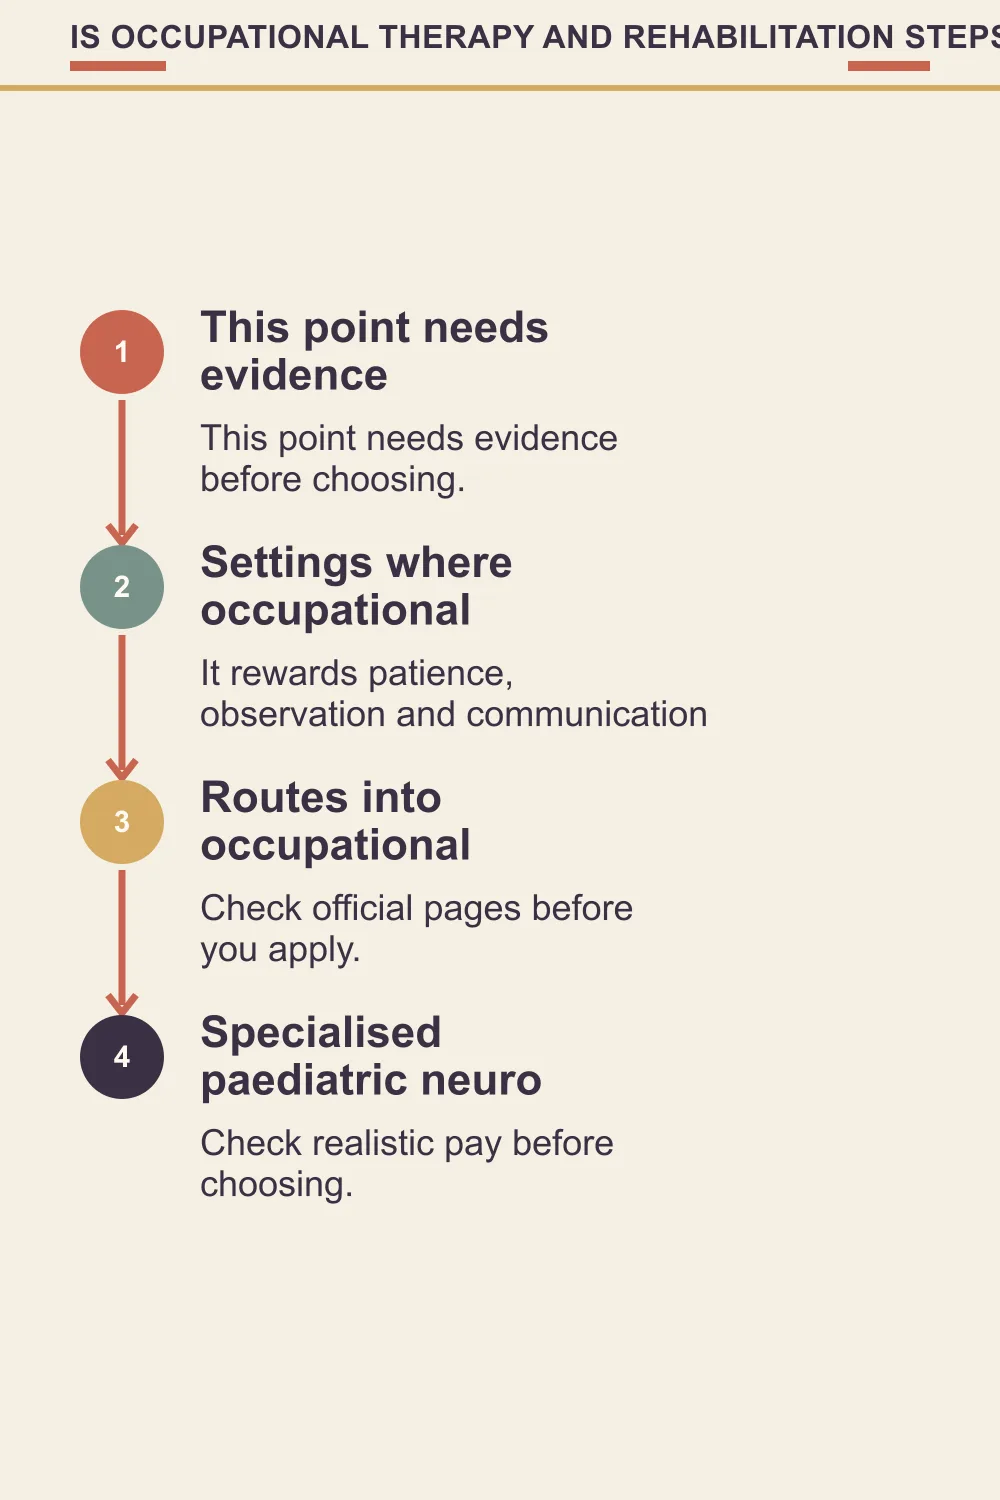 IS OCCUPATIONAL THERAPY AND REHABILITATION STEPS
1
This point needs
evidence
This point needs evidence
before choosing.
2
Settings where
occupational
It rewards patience,
observation and communication
3
Routes into
occupational
Check official pages before
you apply.
4
Specialised
paediatric neuro
Check realistic pay before
choosing.